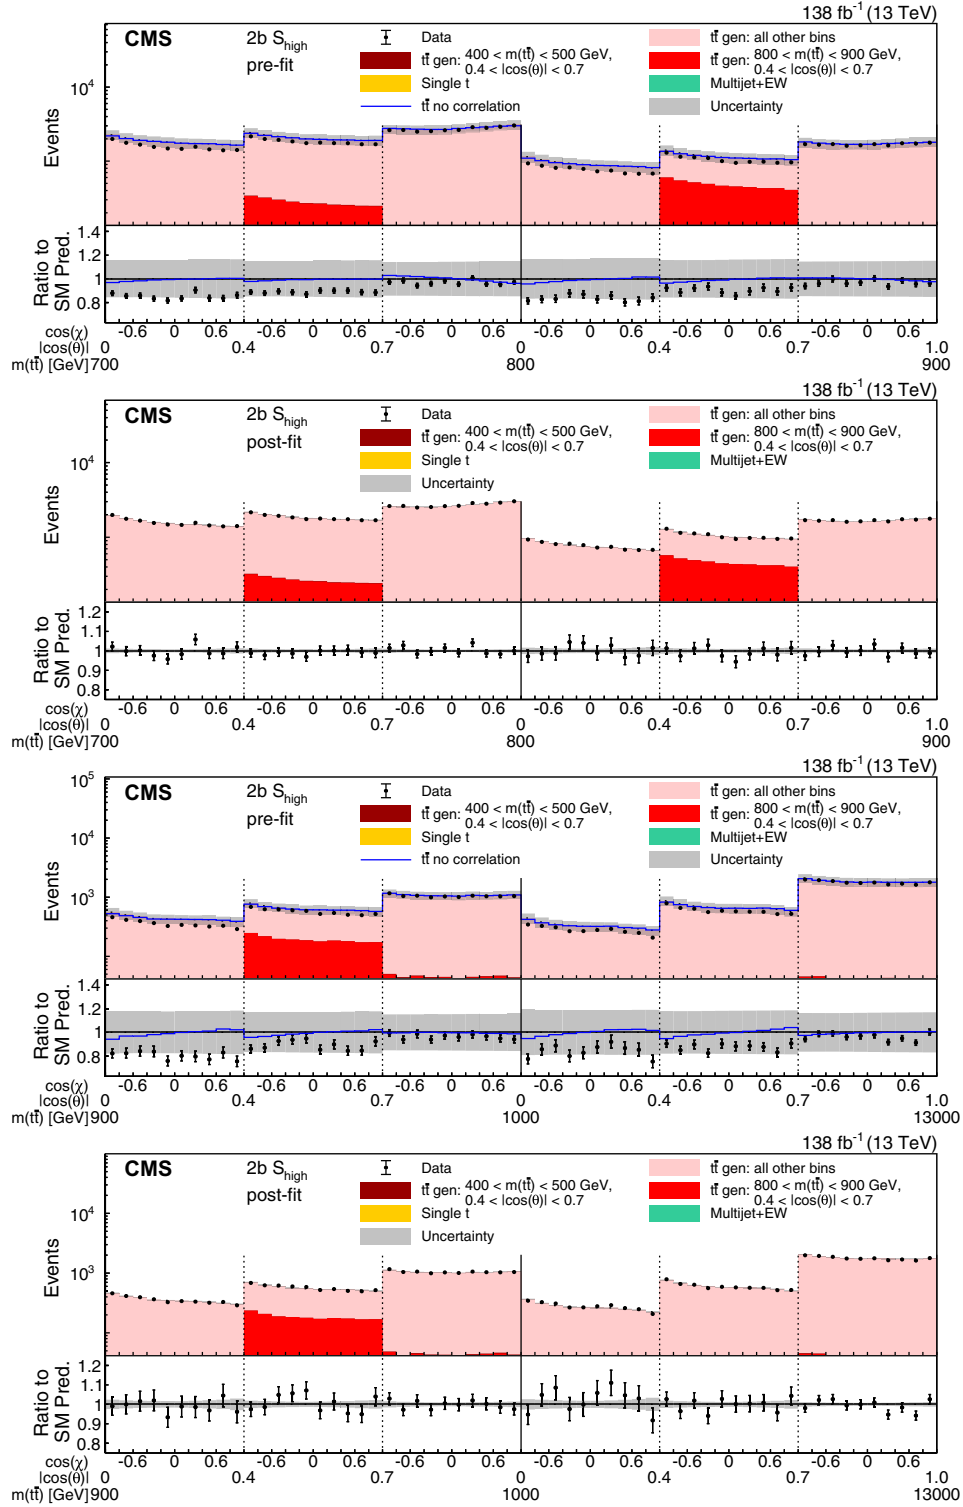 138 fb⁻¹ (13 TeV)
CMS 2b S_high Data tt̄ gen: all other bins
pre-fit tt̄ gen: 400 < m(tt̄) < 500 GeV, 0.4 < |cos(θ)| < 0.7 tt̄ gen: 800 < m(tt̄) < 900 GeV, 0.4 < |cos(θ)| < 0.7
Single t Multijet+EW
tt̄ no correlation Uncertainty
10⁴
Events
1.4
1.2
1
0.8
Ratio to
SM Pred.
cos(χ) -0.6 0 0.6 -0.6 0 0.6 -0.6 0 0.6 -0.6 0 0.6 -0.6 0 0.6 -0.6 0 0.6
|cos(θ)| 0 0.4 0.7 0 0.4 0.7 1.0
m(tt̄) [GeV] 700 800 900
138 fb⁻¹ (13 TeV)
CMS 2b S_high Data tt̄ gen: all other bins
post-fit tt̄ gen: 400 < m(tt̄) < 500 GeV, 0.4 < |cos(θ)| < 0.7 tt̄ gen: 800 < m(tt̄) < 900 GeV, 0.4 < |cos(θ)| < 0.7
Single t Multijet+EW
Uncertainty
10⁴
Events
1.2
1.1
1
0.9
0.8
Ratio to
SM Pred.
cos(χ) -0.6 0 0.6 -0.6 0 0.6 -0.6 0 0.6 -0.6 0 0.6 -0.6 0 0.6 -0.6 0 0.6
|cos(θ)| 0 0.4 0.7 0 0.4 0.7 1.0
m(tt̄) [GeV] 700 800 900
138 fb⁻¹ (13 TeV)
CMS 2b S_high Data tt̄ gen: all other bins
pre-fit tt̄ gen: 400 < m(tt̄) < 500 GeV, 0.4 < |cos(θ)| < 0.7 tt̄ gen: 800 < m(tt̄) < 900 GeV, 0.4 < |cos(θ)| < 0.7
Single t Multijet+EW
tt̄ no correlation Uncertainty
10⁵
10⁴
10³
Events
1.4
1.2
1
0.8
Ratio to
SM Pred.
cos(χ) -0.6 0 0.6 -0.6 0 0.6 -0.6 0 0.6 -0.6 0 0.6 -0.6 0 0.6 -0.6 0 0.6
|cos(θ)| 0 0.4 0.7 0 0.4 0.7 1.0
m(tt̄) [GeV] 900 1000 13000
138 fb⁻¹ (13 TeV)
CMS 2b S_high Data tt̄ gen: all other bins
post-fit tt̄ gen: 400 < m(tt̄) < 500 GeV, 0.4 < |cos(θ)| < 0.7 tt̄ gen: 800 < m(tt̄) < 900 GeV, 0.4 < |cos(θ)| < 0.7
Single t Multijet+EW
Uncertainty
10⁴
10³
Events
1.2
1.1
1.0
0.9
0.8
Ratio to
SM Pred.
cos(χ) -0.6 0 0.6 -0.6 0 0.6 -0.6 0 0.6 -0.6 0 0.6 -0.6 0 0.6 -0.6 0 0.6
|cos(θ)| 0 0.4 0.7 0 0.4 0.7 1.0
m(tt̄) [GeV] 900 1000 13000